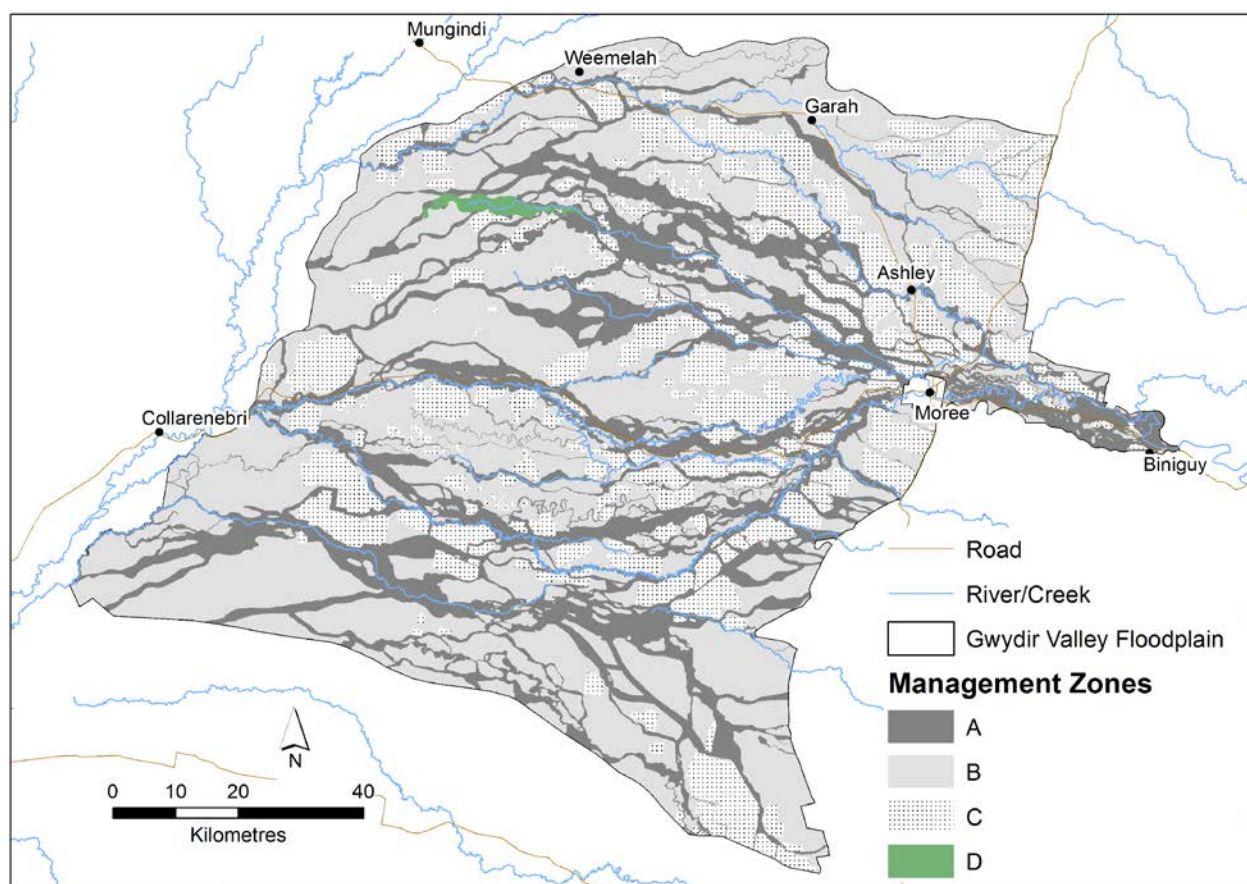 Mungindi
Weemelah
Garah
Ashley
Moree
Collarenebri
Biniguy
Road
River/Creek
Gwydir Valley Floodplain
Management Zones
A
B
C
D
N
0 10 20 40
Kilometres